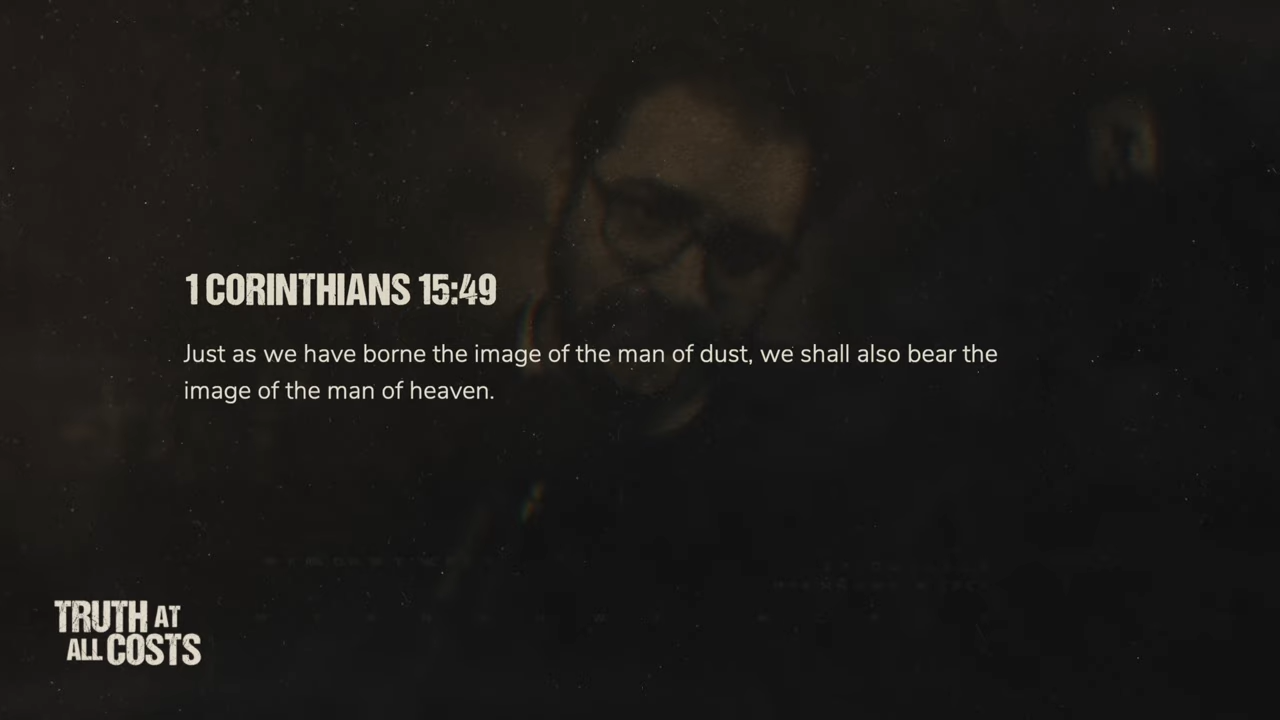 1 CORINTHIANS 15:49
Just as we have borne the image of the man of dust, we shall also bear the
image of the man of heaven.
TRUTH AT
ALL COSTS